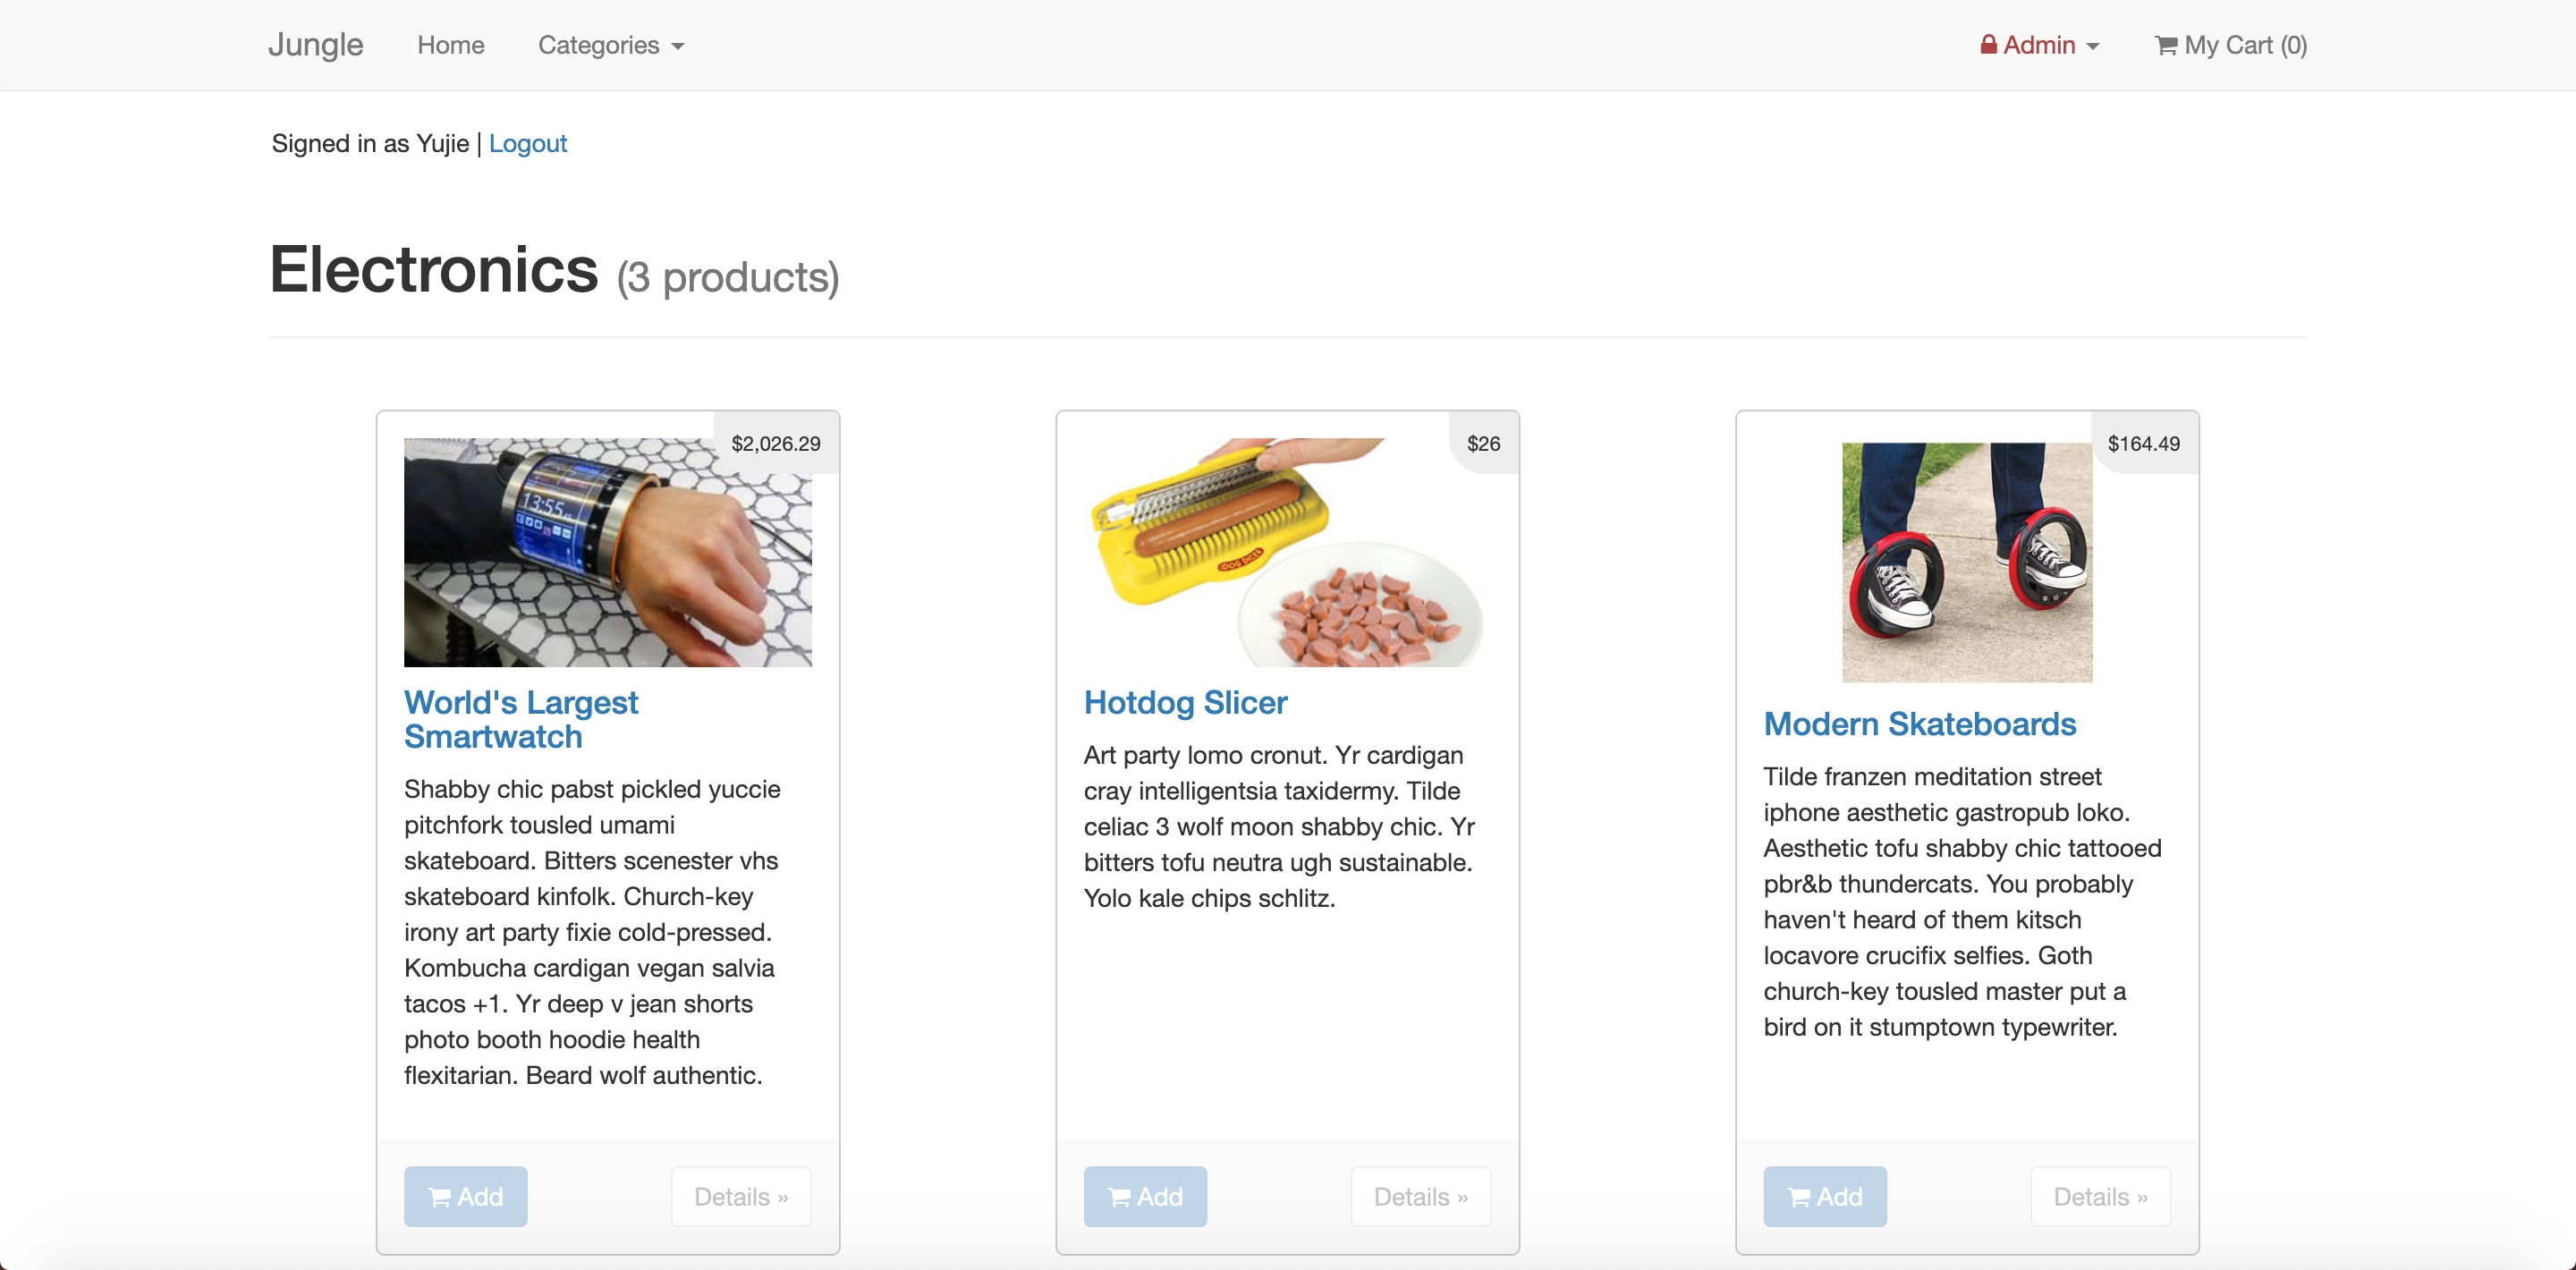 Jungle Home Categories Admin My Cart (0)
Signed in as Yujie | Logout
Electronics (3 products)
$2,026.29
13:55
World's Largest
Smartwatch
Shabby chic pabst pickled yuccie
pitchfork tousled umami
skateboard. Bitters scenester vhs
skateboard kinfolk. Church-key
irony art party fixie cold-pressed.
Kombucha cardigan vegan salvia
tacos +1. Yr deep v jean shorts
photo booth hoodie health
flexitarian. Beard wolf authentic.
Add Details »
$26
Hotdog Slicer
Art party lomo cronut. Yr cardigan
cray intelligentsia taxidermy. Tilde
celiac 3 wolf moon shabby chic. Yr
bitters tofu neutra ugh sustainable.
Yolo kale chips schlitz.
Add Details »
$164.49
Modern Skateboards
Tilde franzen meditation street
iphone aesthetic gastropub loko.
Aesthetic tofu shabby chic tattooed
pbr&b thundercats. You probably
haven't heard of them kitsch
locavore crucifix selfies. Goth
church-key tousled master put a
bird on it stumptown typewriter.
Add Details »